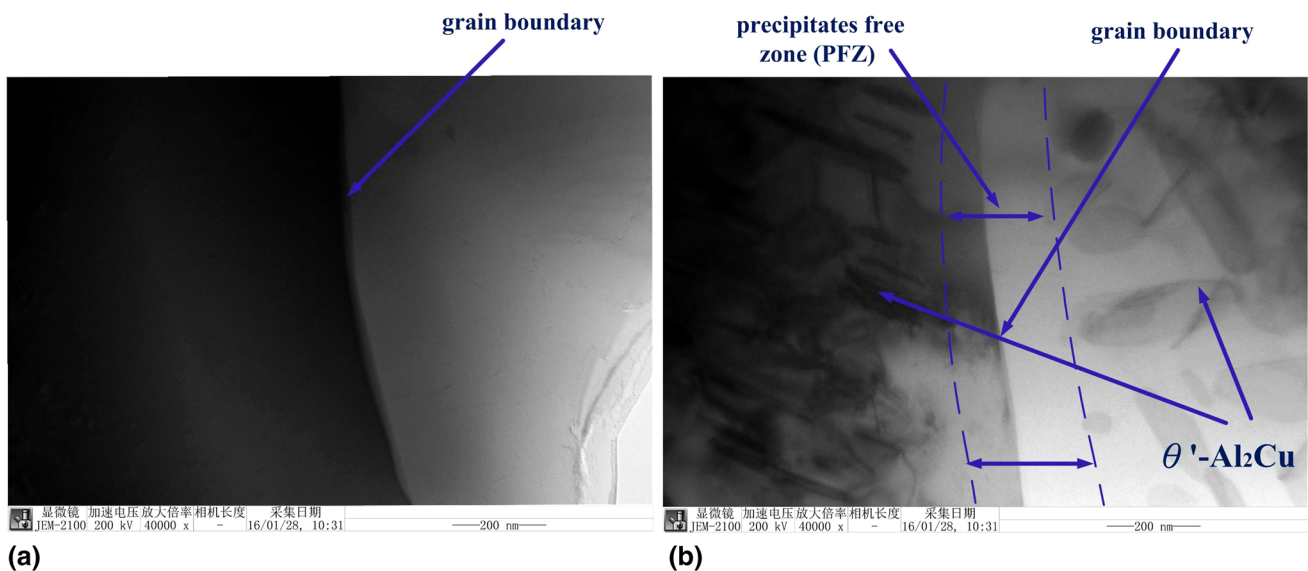 (a)
grain boundary
显微镜 加速电压 放大倍率 相机长度 采集日期
JEM-2100 200 kV 40000 x - 16/01/28, 10:31 200 nm
(b)
precipitates free
zone (PFZ)
grain boundary
θ'-Al₂Cu
显微镜 加速电压 放大倍率 相机长度 采集日期
JEM-2100 200 kV 40000 x - 16/01/28, 10:31 200 nm